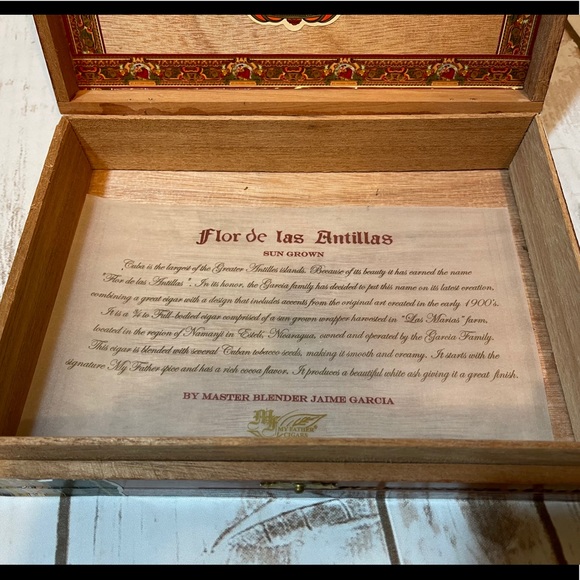 Flor de las Antillas
SUN GROWN
Cuba is the largest of the Greater Antilles islands. Because of its beauty it has earned the name
"Flor de las Antillas". In its honor, the Garcia family has decided to put this name on its latest creation,
combining a great cigar with a design that includes accents from the original art created in the early 1900's.
It is a ¾ to Full-bodied cigar comprised of a sun grown wrapper harvested in "Las Marias" farm,
located in the region of Namanji in Esteli, Nicaragua, owned and operated by the Garcia Family.
This cigar is blended with several Cuban tobacco seeds, making it smooth and creamy. It starts with the
signature My Father spice and has a rich cocoa flavor. It produces a beautiful white ash giving it a great finish.
BY MASTER BLENDER JAIME GARCIA
MY FATHER
CIGARS